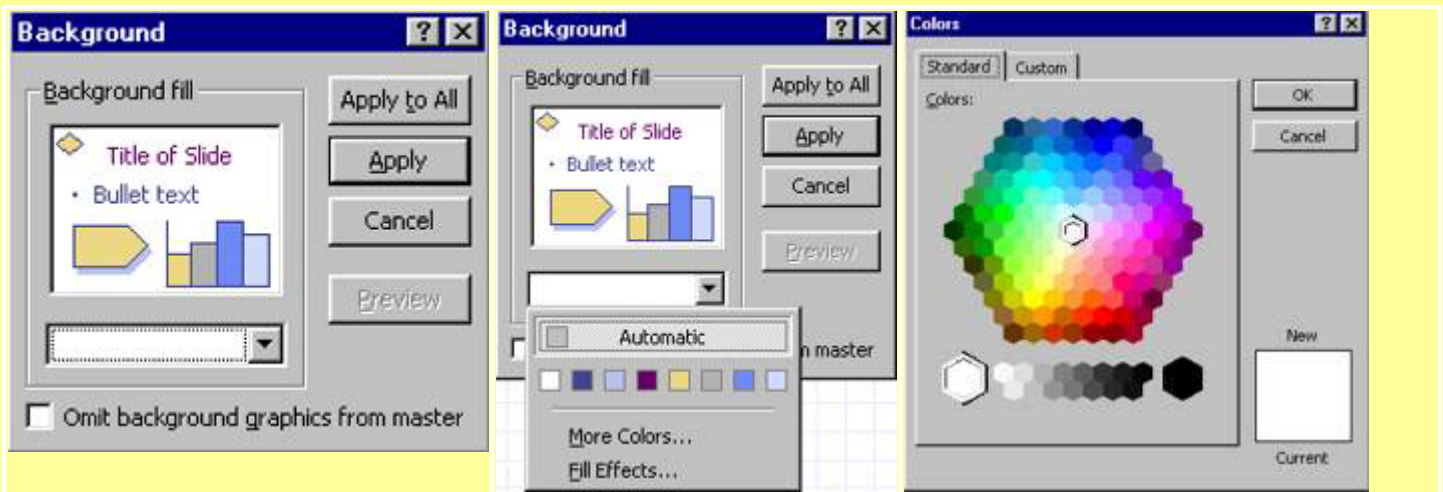 Background
Background fill
Title of Slide
• Bullet text
Apply to All
Apply
Cancel
Preview
Omit background graphics from master
Background
Background fill
Title of Slide
• Bullet text
Apply to All
Apply
Cancel
Preview
Automatic
master
More Colors...
Fill Effects...
Colors
Standard
Custom
Colors:
OK
Cancel
New
Current